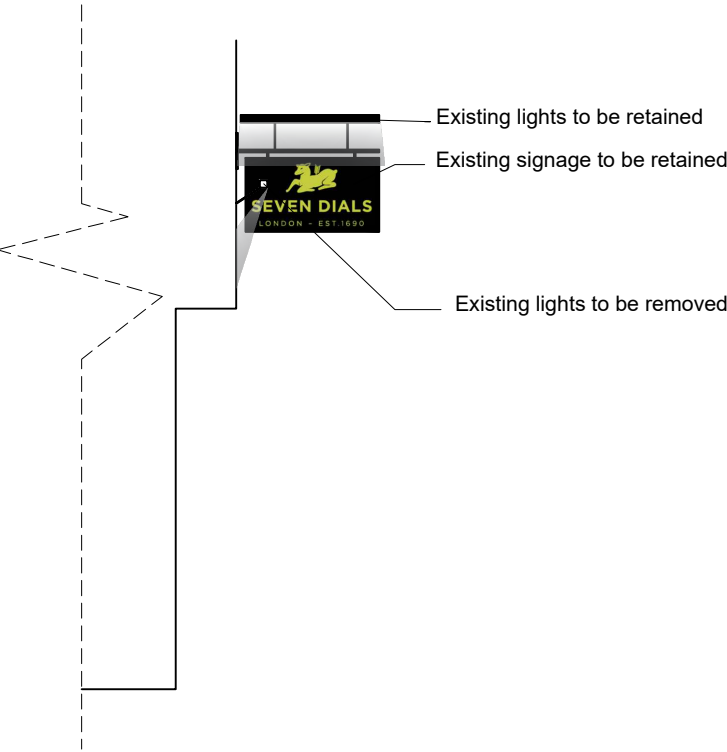 Existing lights to be retained
Existing signage to be retained
SEVEN DIALS
LONDON - EST.1690
Existing lights to be removed